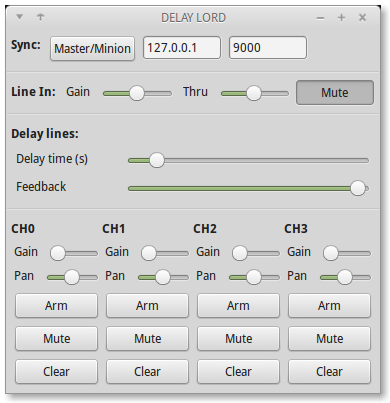 DELAY LORD
Sync: Master/Minion 127.0.0.1 9000
Line In: Gain Thru Mute
Delay lines:
Delay time (s)
Feedback
CH0 CH1 CH2 CH3
Gain Gain Gain Gain
Pan Pan Pan Pan
Arm Arm Arm Arm
Mute Mute Mute Mute
Clear Clear Clear Clear